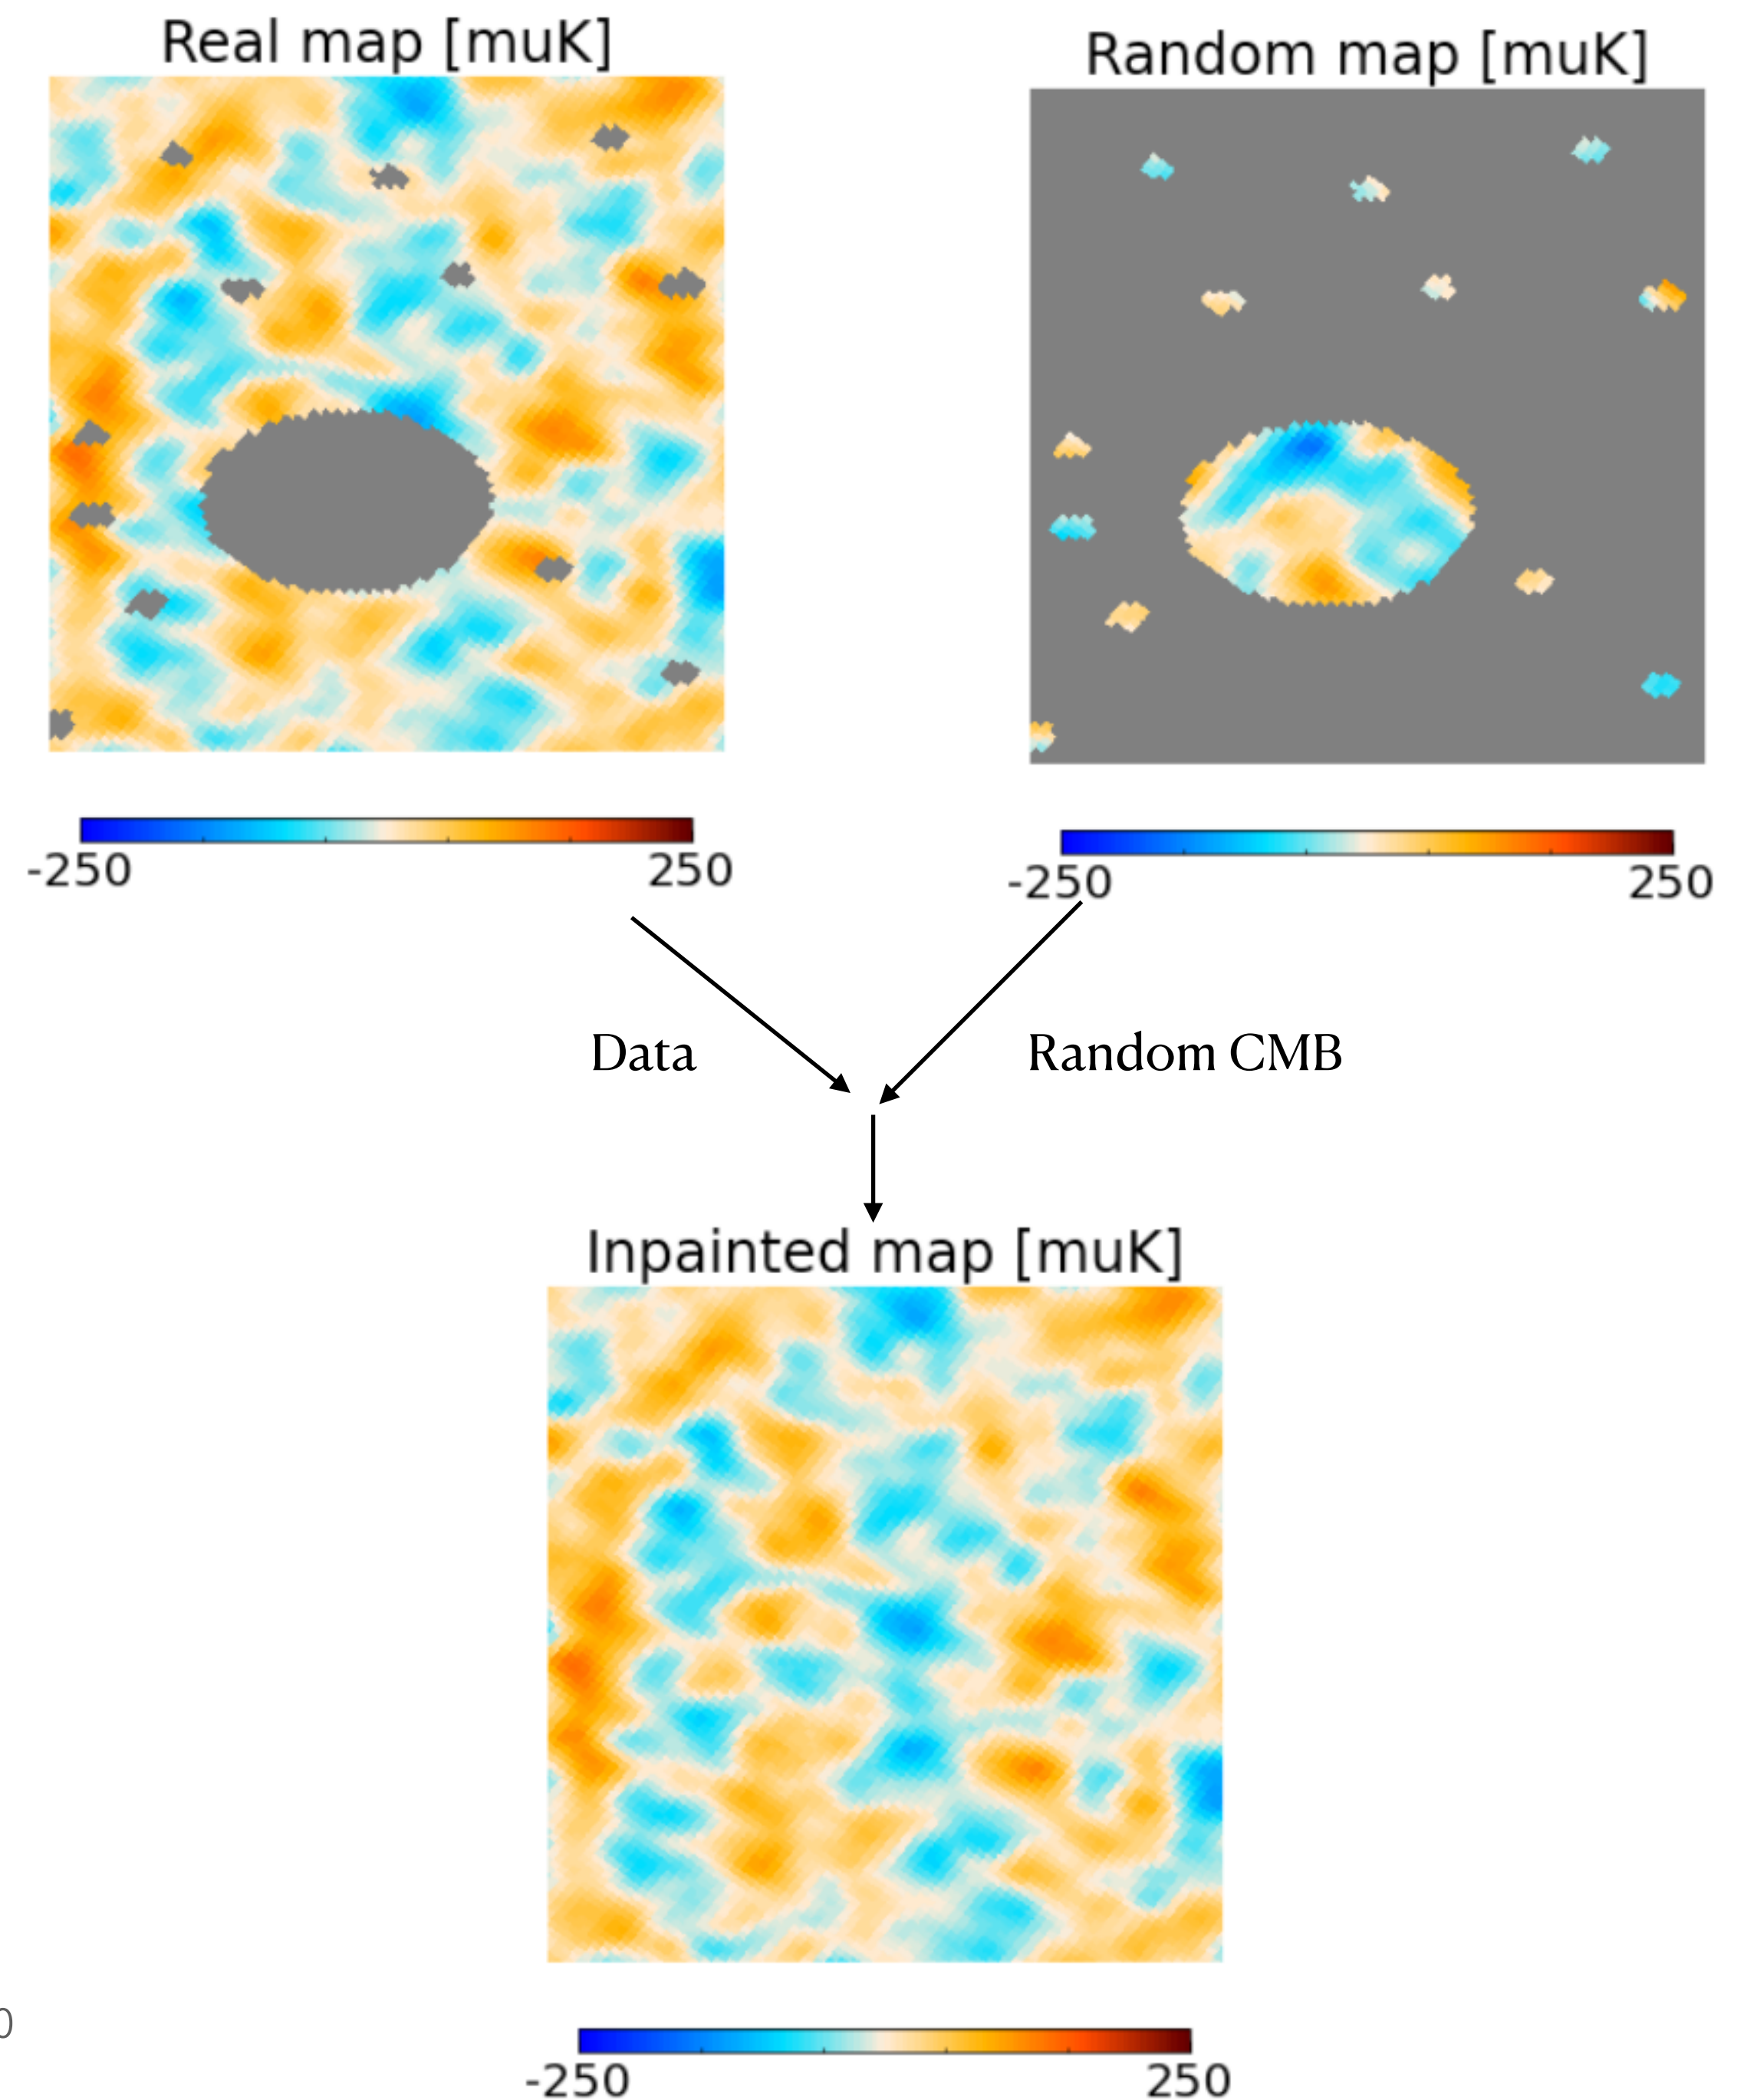 Real map [muK]
Random map [muK]
-250 250
-250 250
Data
Random CMB
Inpainted map [muK]
-250 250